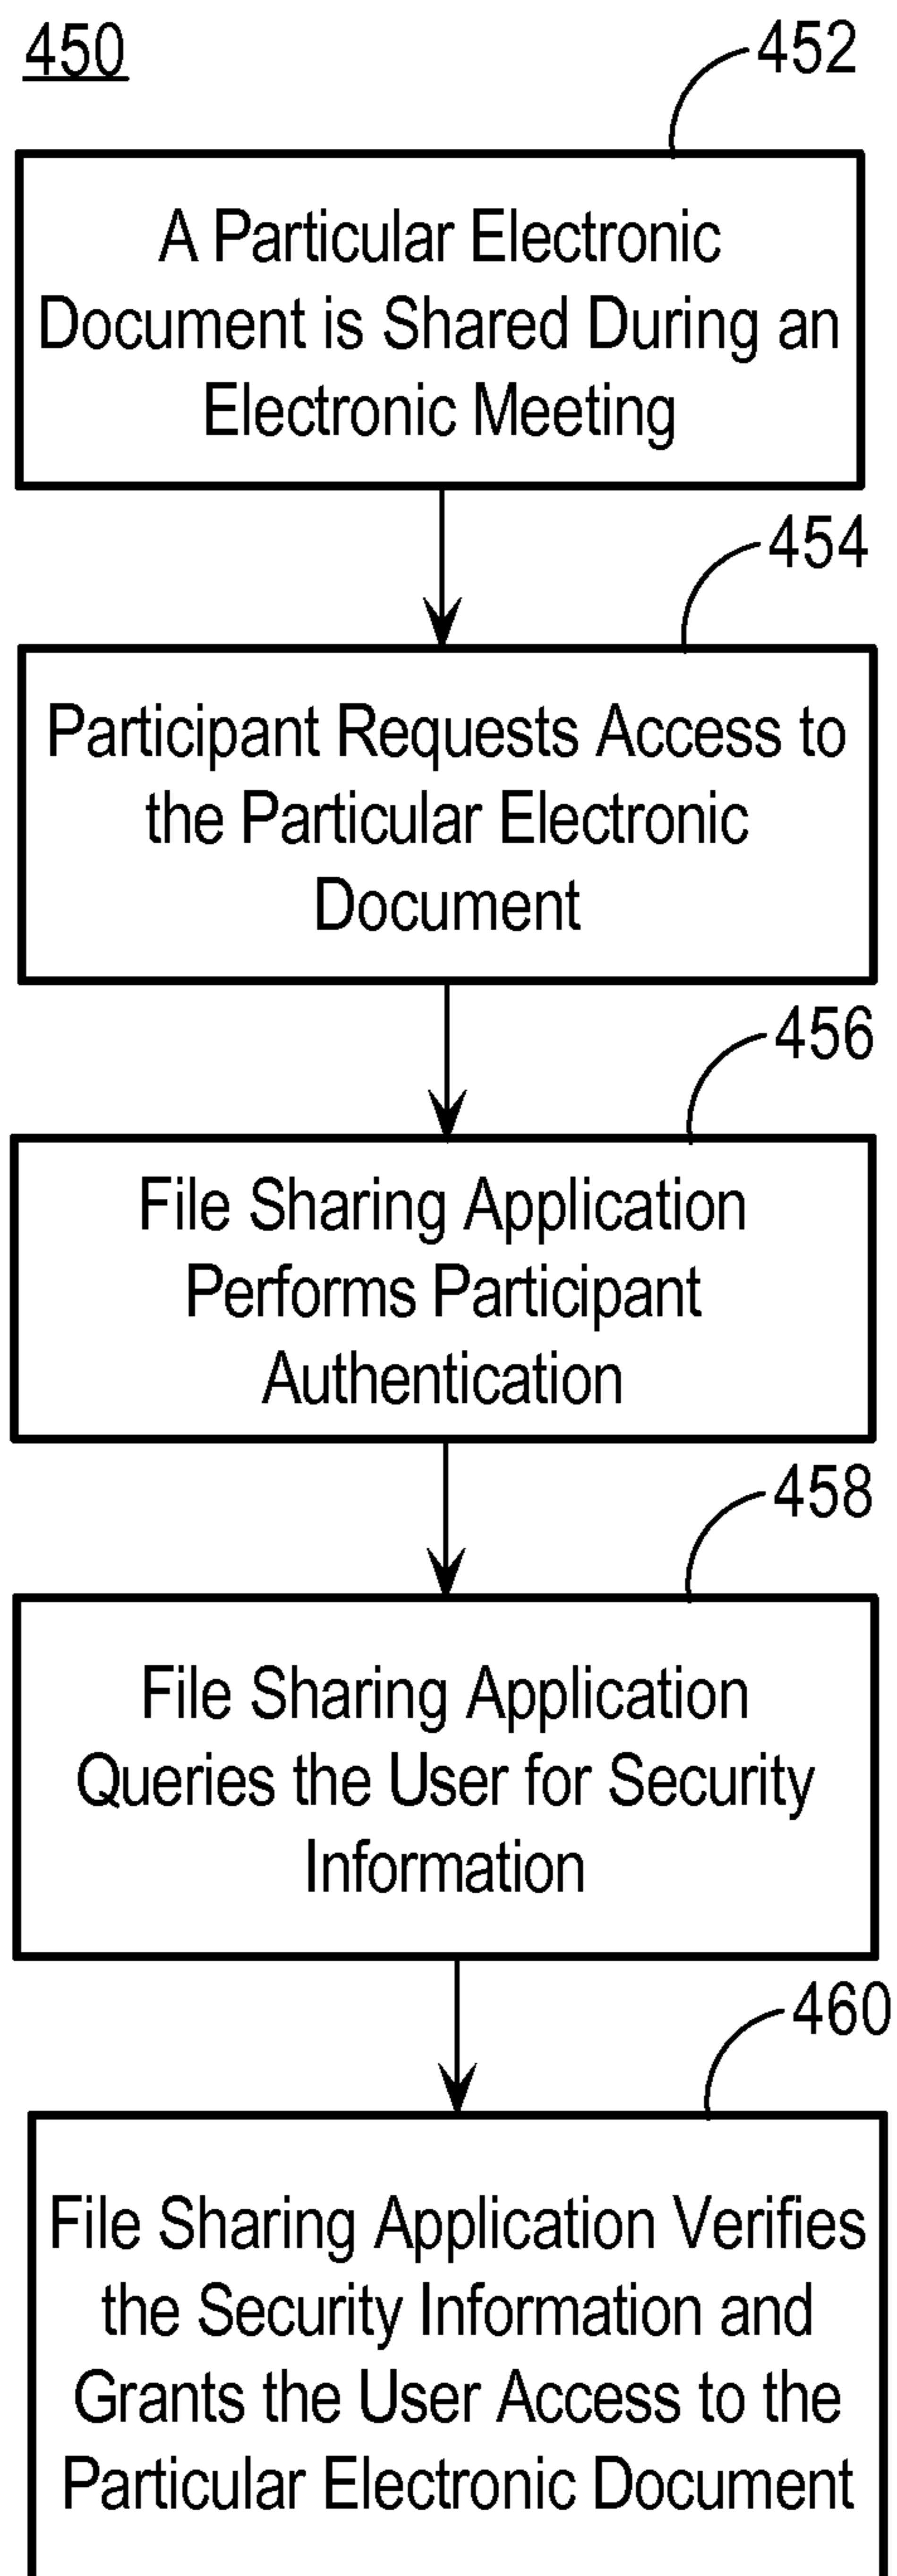 450
452
A Particular Electronic
Document is Shared During an
Electronic Meeting
454
Participant Requests Access to
the Particular Electronic
Document
456
File Sharing Application
Performs Participant
Authentication
458
File Sharing Application
Queries the User for Security
Information
460
File Sharing Application Verifies
the Security Information and
Grants the User Access to the
Particular Electronic Document